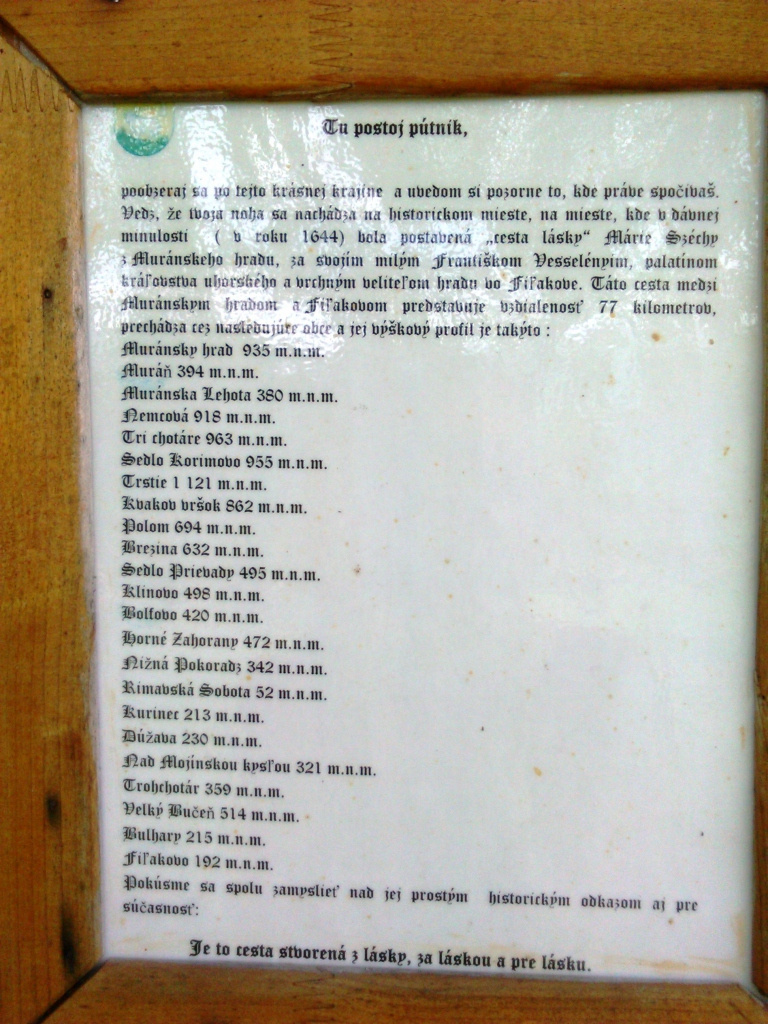 Tu postoj pútnik,
poobzeraj sa po tejto krásnej krajine a uvedom si pozorne to, kde práve spočívaš.
Vedz, že tvoja noha sa nachádza na historickom mieste, na mieste, kde v dávnej
minulosti ( v roku 1644) bola postavená „cesta lásky“ Márie Széchy
z Muránskeho hradu, za svojím milým Františkom Vesselényim, palatínom
kráľovstva uhorského a vrchným veliteľom hradu vo Fiľakove. Táto cesta medzi
Muránskym hradom a Fiľakovom predstavuje vzdialenosť 77 kilometrov,
prechádza cez nasledujúce obce a jej výškový profil je takýto :
Muránsky hrad 935 m.n.m.
Muráň 394 m.n.m.
Muránska Lehota 380 m.n.m.
Nemcová 918 m.n.m.
Tri chotáre 963 m.n.m.
Sedlo Korimovo 955 m.n.m.
Trstie 1 121 m.n.m.
Kvakov vŕšok 862 m.n.m.
Polom 694 m.n.m.
Brezina 632 m.n.m.
Sedlo Prievady 495 m.n.m.
Klinovo 498 m.n.m.
Bolfovo 420 m.n.m.
Horné Zahorany 472 m.n.m.
Nižná Pokoradz 342 m.n.m.
Rimavská Sobota 52 m.n.m.
Kurinec 213 m.n.m.
Dúžava 230 m.n.m.
Nad Mojínskou kysľou 321 m.n.m.
Trohchotár 359 m.n.m.
Velký Bučeň 514 m.n.m.
Bulhary 215 m.n.m.
Fiľakovo 192 m.n.m.
Pokúsme sa spolu zamyslieť nad jej prostým historickým odkazom aj pre
súčasnosť:
Je to cesta stvorená z lásky, za láskou a pre lásku.